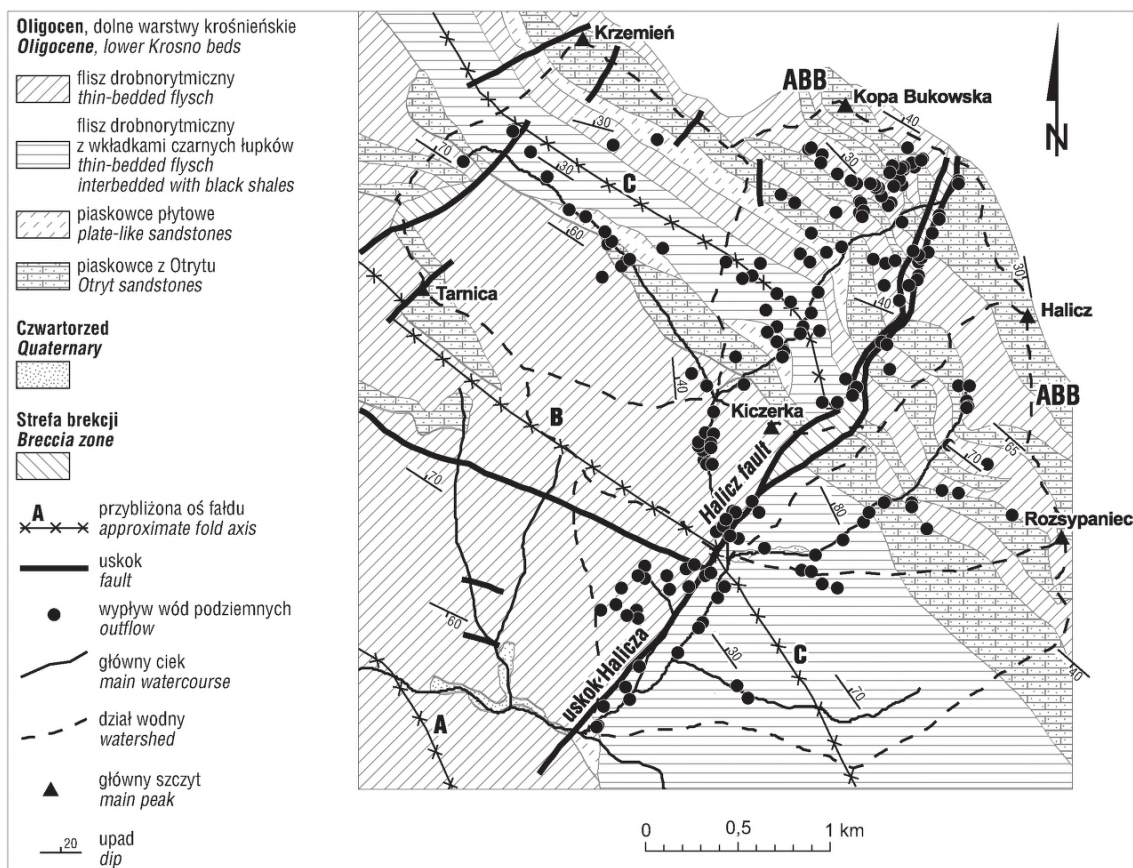 Oligocen, dolne warstwy krośnieńskie
Oligocene, lower Krosno beds
flisz drobnorytmiczny
thin-bedded flysch
flisz drobnorytmiczny
z wkładkami czarnych łupków
thin-bedded flysch
interbedded with black shales
piaskowce płytowe
plate-like sandstones
piaskowce z Otrytu
Otryt sandstones
Czwartorzęd
Quaternary
Strefa brekcji
Breccia zone
A
przybliżona oś fałdu
approximate fold axis
uskok
fault
wypływ wód podziemnych
outflow
główny ciek
main watercourse
dział wodny
watershed
główny szczyt
main peak
20
upad
dip
Krzemień
ABB
Kopa Bukowska
N
40
30
30
70
30
C
60
30
Tarnica
40
Halicz
40
ABB
B
Kiczerka
65
70
70
Halicz fault
80
Rozsypaniec
60
uskok Halicza
30
C
70
40
A
0
0,5
1 km